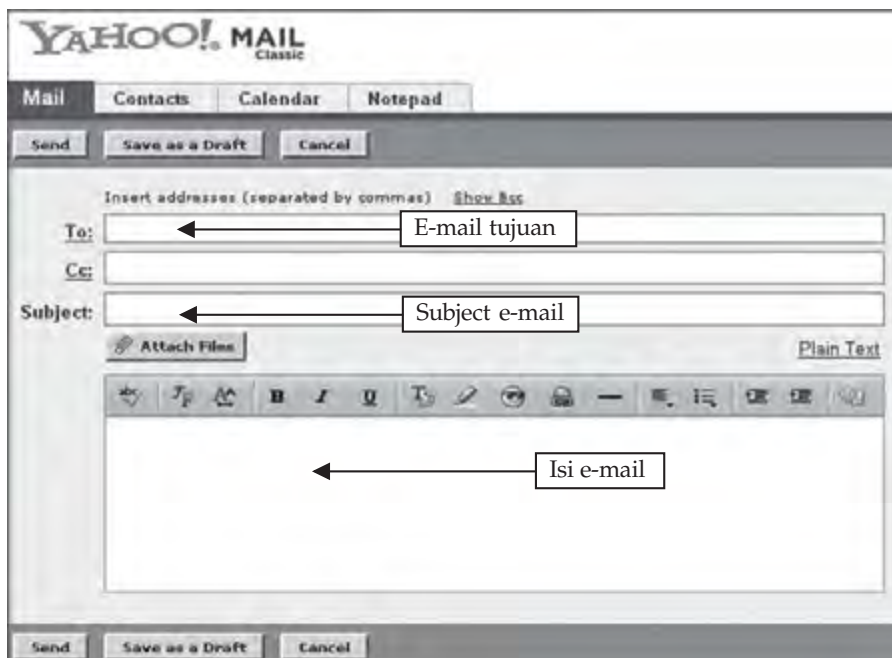 YAHOO!. MAIL
Classic
Mail Contacts Calendar Notepad
Send Save as a Draft Cancel
Insert addresses (separated by commas) Show Bcc
To: E-mail tujuan
Cc:
Subject: Subject e-mail
Attach Files Plain Text
abc B I U
Isi e-mail
Send Save as a Draft Cancel